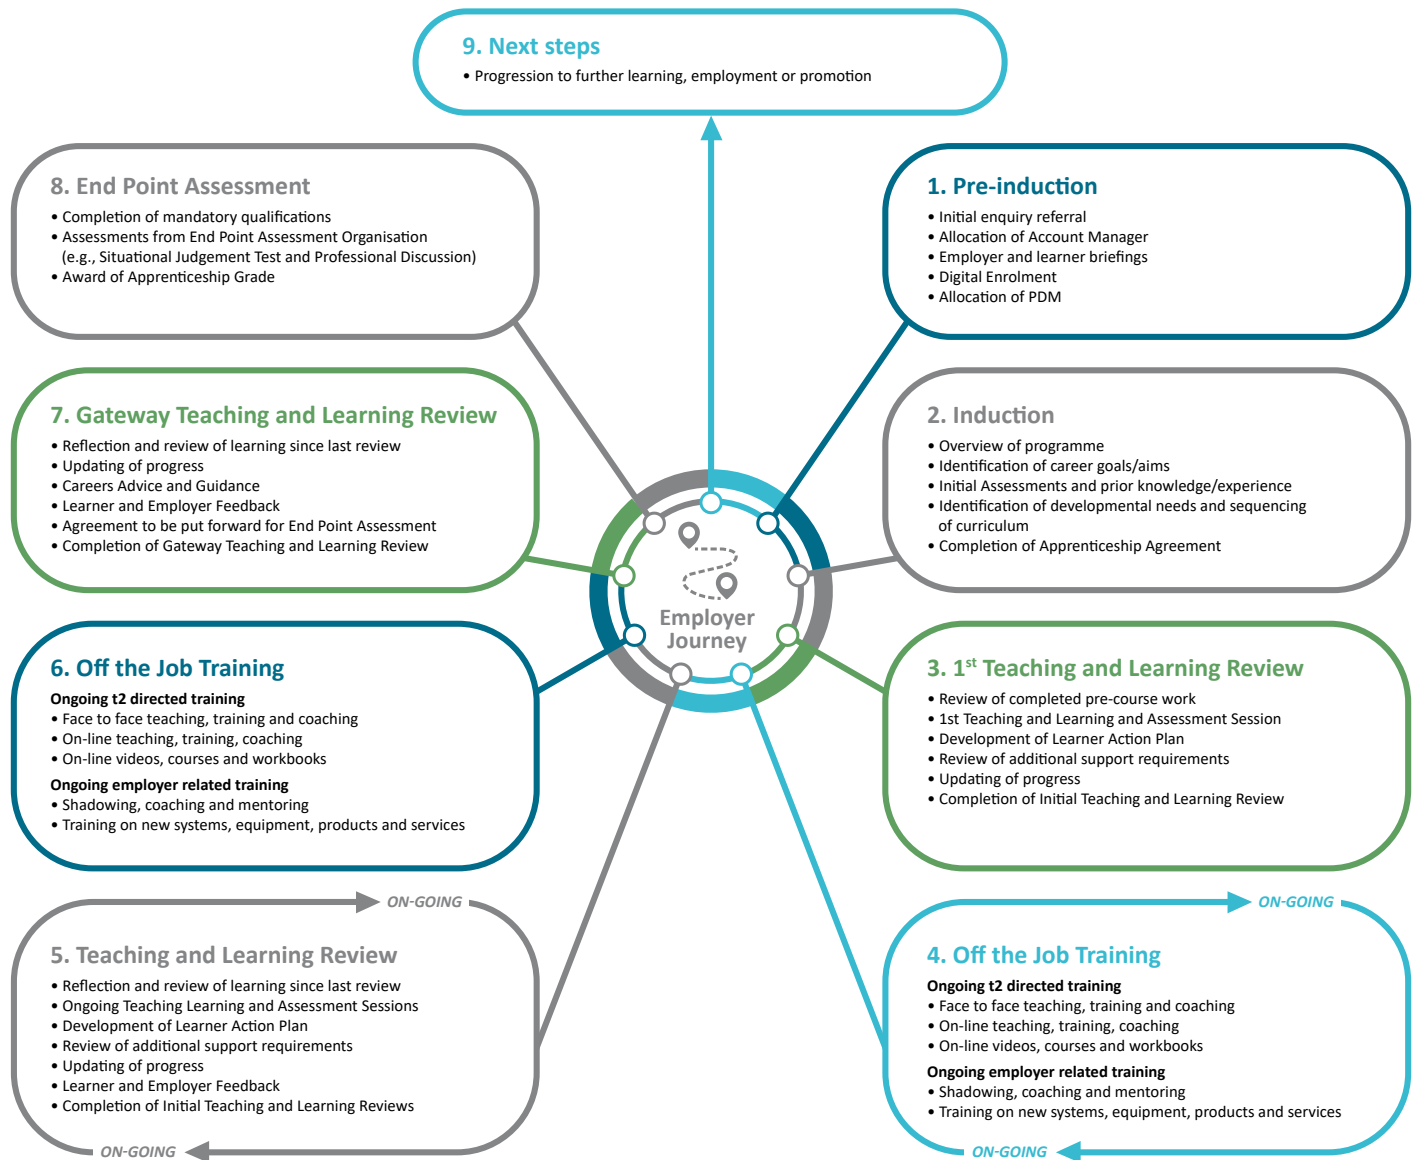 9. Next steps
• Progression to further learning, employment or promotion
8. End Point Assessment
• Completion of mandatory qualifications
• Assessments from End Point Assessment Organisation
(e.g., Situational Judgement Test and Professional Discussion)
• Award of Apprenticeship Grade
1. Pre-induction
• Initial enquiry referral
• Allocation of Account Manager
• Employer and learner briefings
• Digital Enrolment
• Allocation of PDM
7. Gateway Teaching and Learning Review
• Reflection and review of learning since last review
• Updating of progress
• Careers Advice and Guidance
• Learner and Employer Feedback
• Agreement to be put forward for End Point Assessment
• Completion of Gateway Teaching and Learning Review
2. Induction
• Overview of programme
• Identification of career goals/aims
• Initial Assessments and prior knowledge/experience
• Identification of developmental needs and sequencing
of curriculum
• Completion of Apprenticeship Agreement
Employer
Journey
6. Off the Job Training
Ongoing t2 directed training
• Face to face teaching, training and coaching
• On-line teaching, training, coaching
• On-line videos, courses and workbooks
Ongoing employer related training
• Shadowing, coaching and mentoring
• Training on new systems, equipment, products and services
3. 1st Teaching and Learning Review
• Review of completed pre-course work
• 1st Teaching and Learning and Assessment Session
• Development of Learner Action Plan
• Review of additional support requirements
• Updating of progress
• Completion of Initial Teaching and Learning Review
ON-GOING
5. Teaching and Learning Review
• Reflection and review of learning since last review
• Ongoing Teaching Learning and Assessment Sessions
• Development of Learner Action Plan
• Review of additional support requirements
• Updating of progress
• Learner and Employer Feedback
• Completion of Initial Teaching and Learning Reviews
ON-GOING
ON-GOING
4. Off the Job Training
Ongoing t2 directed training
• Face to face teaching, training and coaching
• On-line teaching, training, coaching
• On-line videos, courses and workbooks
Ongoing employer related training
• Shadowing, coaching and mentoring
• Training on new systems, equipment, products and services
ON-GOING